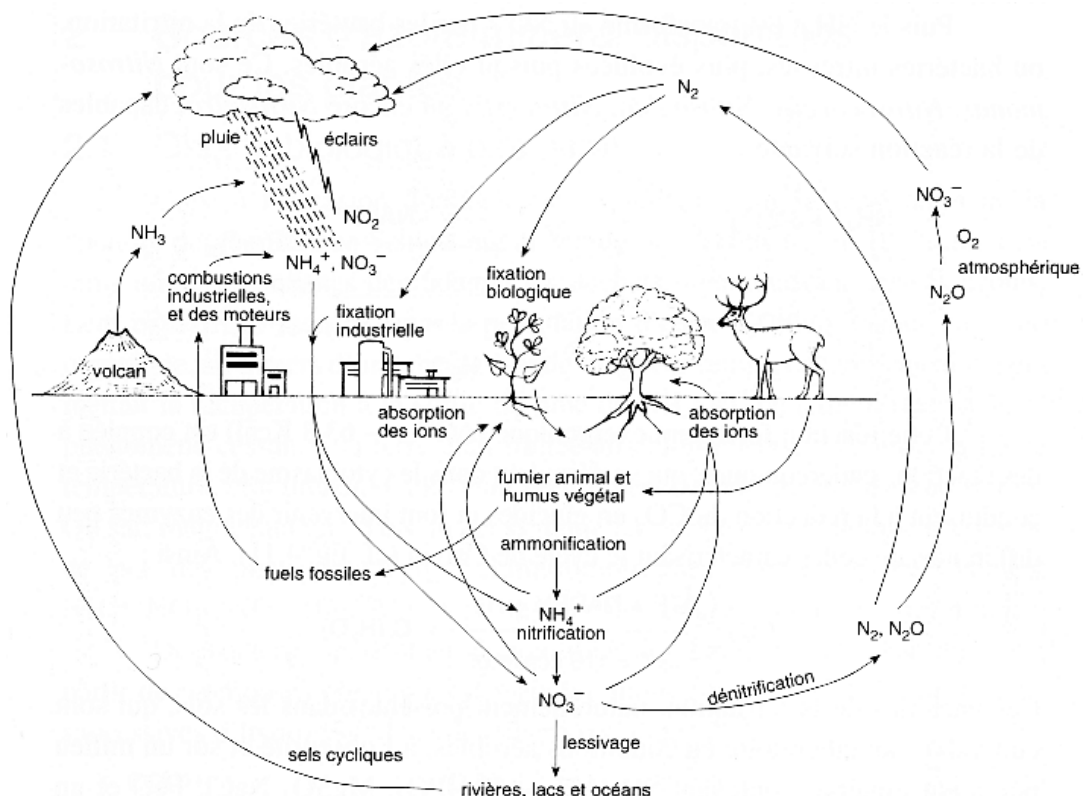 N₂
pluie
éclairs
NO₂
NO₃⁻
NH₃
O₂
atmosphérique
NH₄⁺, NO₃⁻
combustions
industrielles,
et des moteurs
fixation
industrielle
fixation
biologique
N₂O
volcan
absorption
des ions
absorption
des ions
fumier animal et
humus végétal
ammonification
fuels fossiles
NH₄⁺
nitrification
N₂, N₂O
NO₃⁻
dénitrification
lessivage
sels cycliques
rivières, lacs et océans